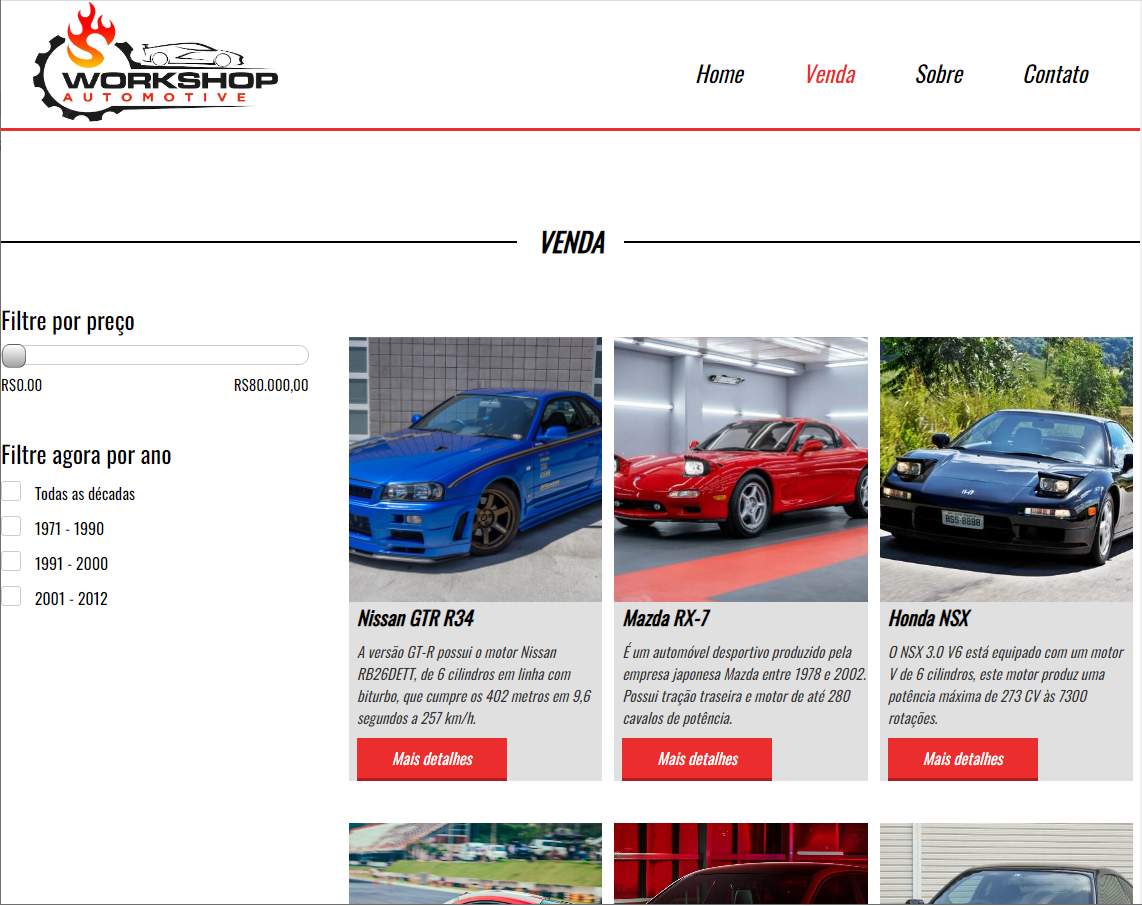 WORKSHOP
AUTOMOTIVE
Home
Venda
Sobre
Contato
VENDA
Filtre por preço
R$0.00
R$80.000,00
Filtre agora por ano
Todas as décadas
1971 - 1990
1991 - 2000
2001 - 2012
Nissan GTR R34
A versão GT-R possui o motor Nissan
RB26DETT, de 6 cilindros em linha com
biturbo, que cumpre os 402 metros em 9,6
segundos a 257 km/h.
Mais detalhes
Mazda RX-7
É um automóvel desportivo produzido pela
empresa japonesa Mazda entre 1978 e 2002.
Possui tração traseira e motor de até 280
cavalos de potência.
Mais detalhes
BSS-8888
Honda NSX
O NSX 3.0 V6 está equipado com um motor
V de 6 cilindros, este motor produz uma
potência máxima de 273 CV às 7300
rotações.
Mais detalhes